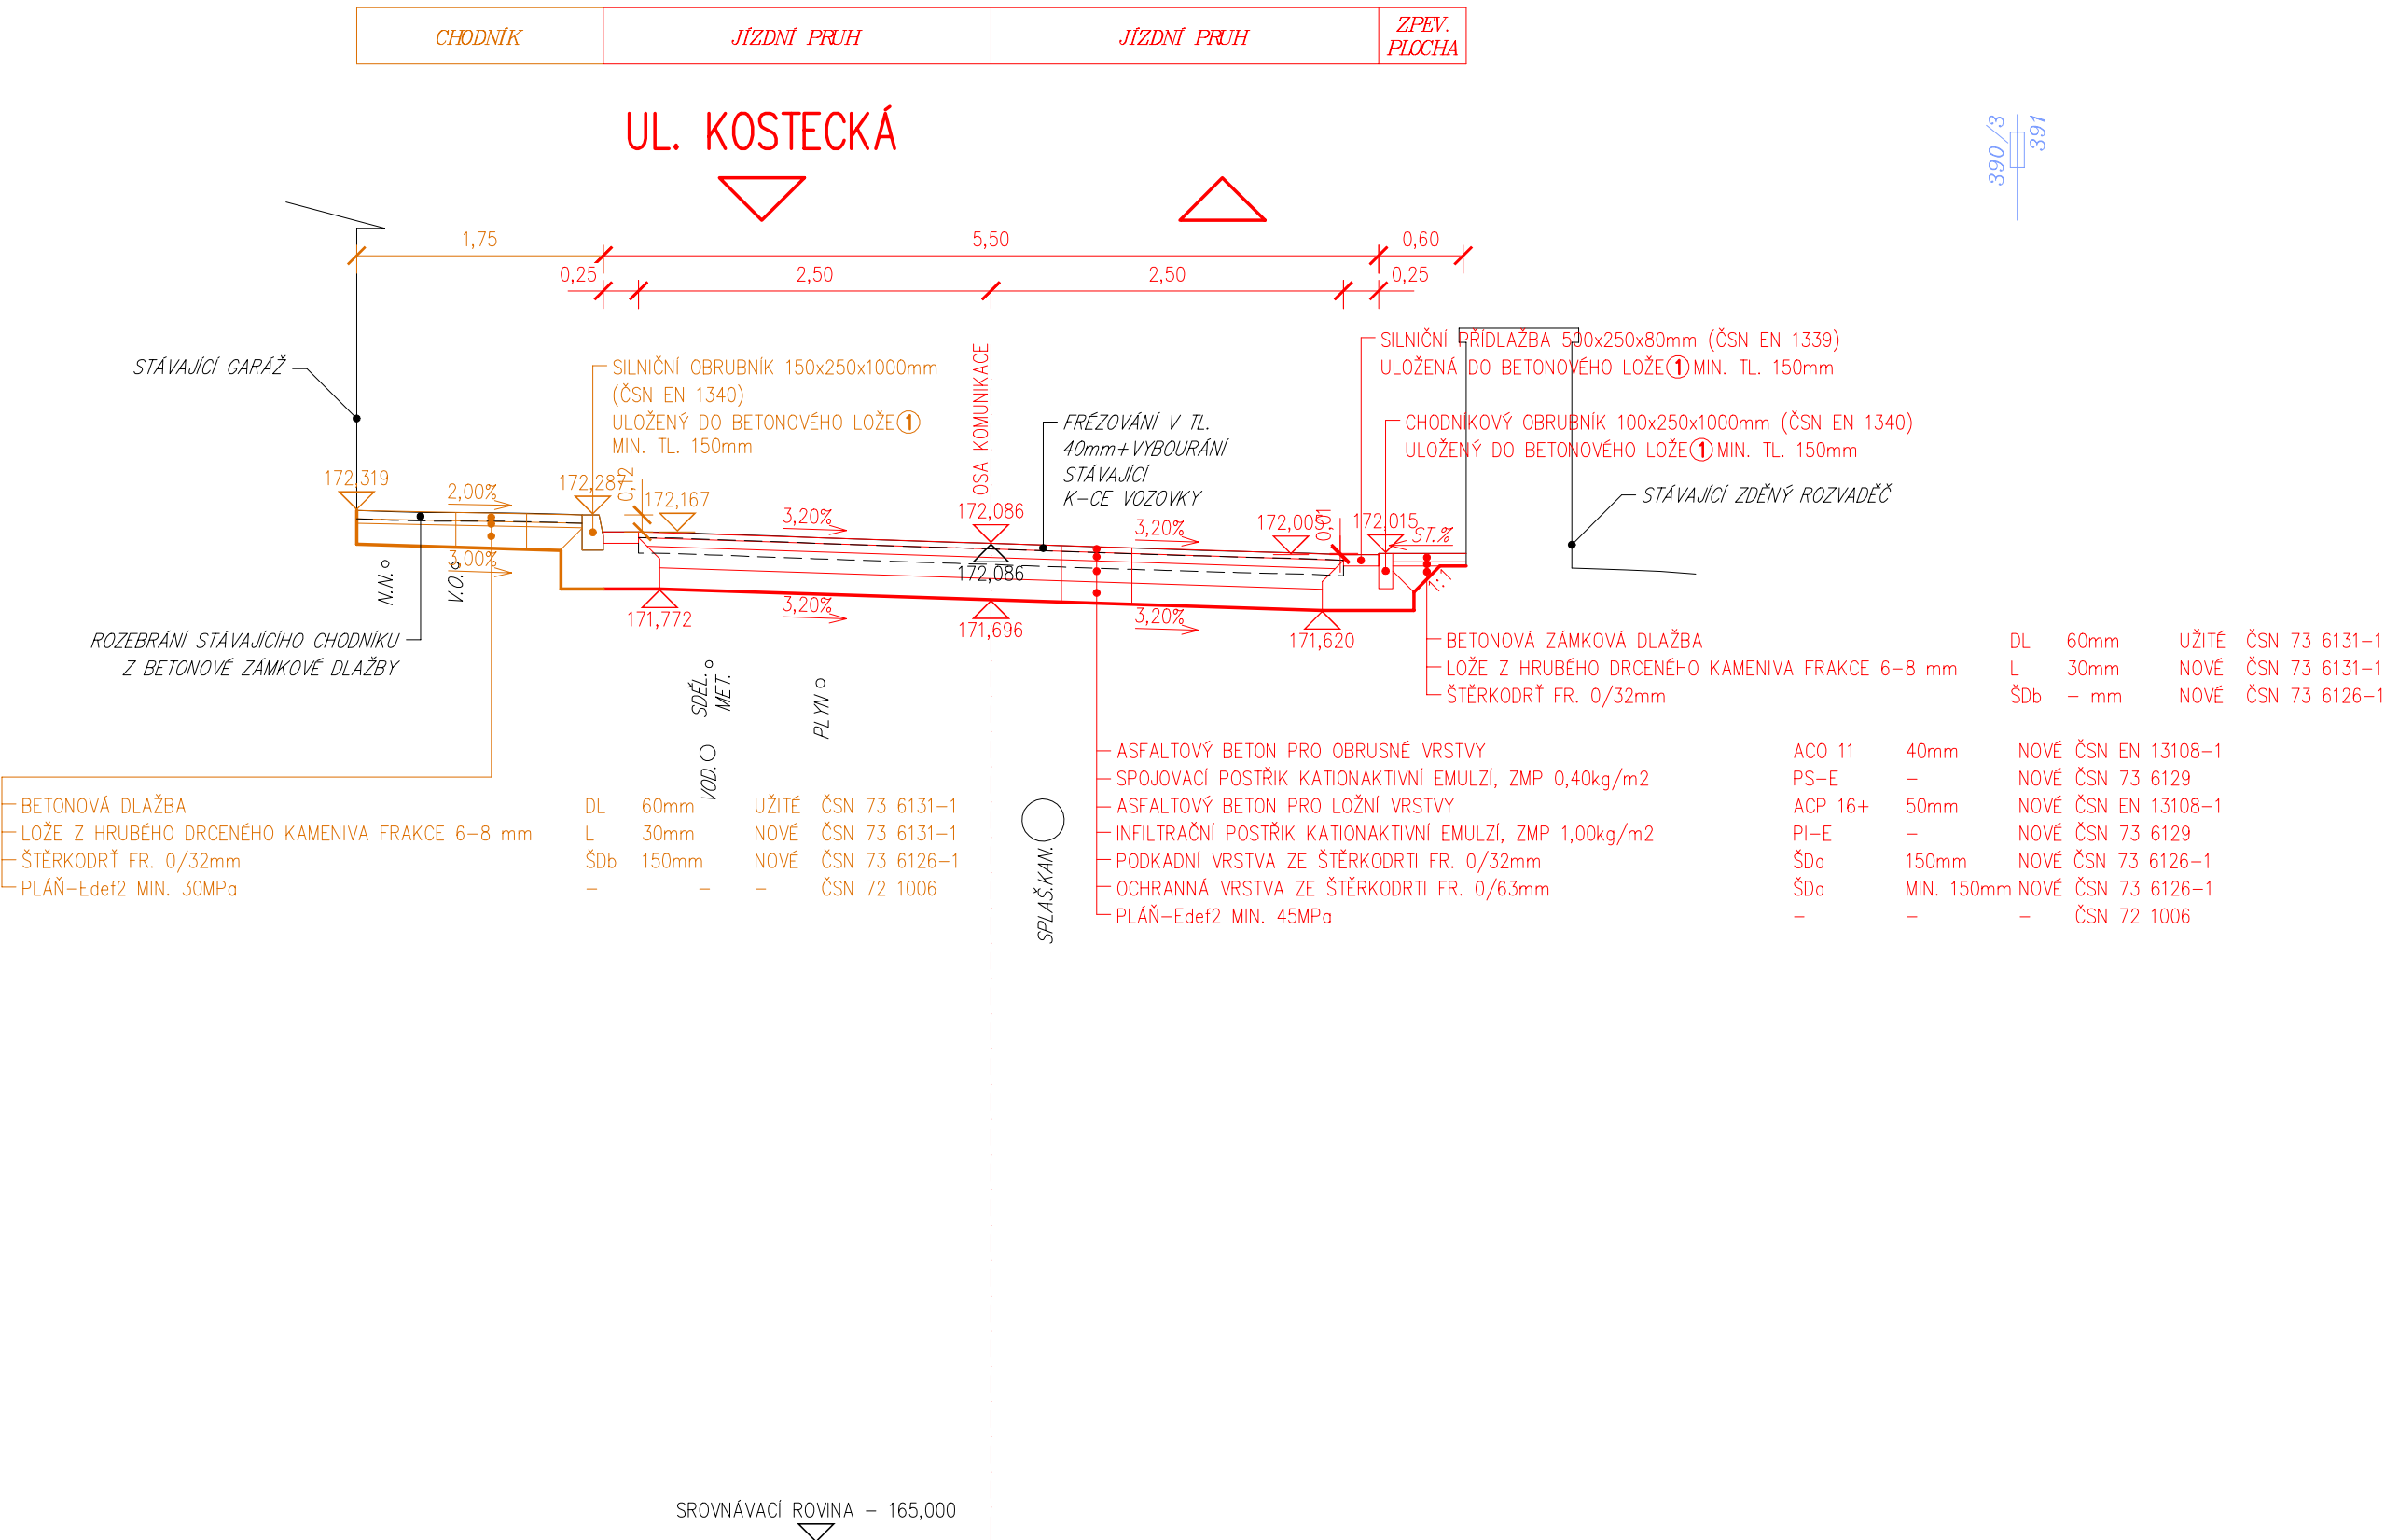 CHODNÍK
JÍZDNÍ PRUH
JÍZDNÍ PRUH
ZPEV.
PLOCHA
UL. KOSTECKÁ
390/3
391
1,75
5,50
0,60
0,25
2,50
2,50
0,25
STÁVAJÍCÍ GARÁŽ
SILNIČNÍ OBRUBNÍK 150x250x1000mm
(ČSN EN 1340)
ULOŽENÝ DO BETONOVÉHO LOŽE 1
MIN. TL. 150mm
OSA KOMUNIKACE
FRÉZOVÁNÍ V TL.
40mm+VYBOURÁNÍ
STÁVAJÍCÍ
K-CE VOZOVKY
SILNIČNÍ PŘÍDLAŽBA 500x250x80mm (ČSN EN 1339)
ULOŽENÁ DO BETONOVÉHO LOŽE 1 MIN. TL. 150mm
CHODNÍKOVÝ OBRUBNÍK 100x250x1000mm (ČSN EN 1340)
ULOŽENÝ DO BETONOVÉHO LOŽE 1 MIN. TL. 150mm
STÁVAJÍCÍ ZDĚNÝ ROZVADĚČ
172,319
2,00%
172,287
0,12
172,167
3,20%
172,086
3,20%
172,005
0,01
172,015
ST.%
3,00%
172,086
1:1
N.N.
V.O.
171,772
3,20%
171,696
3,20%
171,620
ROZEBRÁNÍ STÁVAJÍCÍHO CHODNÍKU
Z BETONOVÉ ZÁMKOVÉ DLAŽBY
SDĚL.
MET.
PLYN
VOD.
SPLAŠ.KAN.
BETONOVÁ ZÁMKOVÁ DLAŽBA DL 60mm UŽITÉ ČSN 73 6131-1
LOŽE Z HRUBÉHO DRCENÉHO KAMENIVA FRAKCE 6-8 mm L 30mm NOVÉ ČSN 73 6131-1
ŠTĚRKODRŤ FR. 0/32mm ŠDb - mm NOVÉ ČSN 73 6126-1
ASFALTOVÝ BETON PRO OBRUSNÉ VRSTVY ACO 11 40mm NOVÉ ČSN EN 13108-1
SPOJOVACÍ POSTŘIK KATIONAKTIVNÍ EMULZÍ, ZMP 0,40kg/m2 PS-E - NOVÉ ČSN 73 6129
ASFALTOVÝ BETON PRO LOŽNÍ VRSTVY ACP 16+ 50mm NOVÉ ČSN EN 13108-1
INFILTRAČNÍ POSTŘIK KATIONAKTIVNÍ EMULZÍ, ZMP 1,00kg/m2 PI-E - NOVÉ ČSN 73 6129
PODKADNÍ VRSTVA ZE ŠTĚRKODRTI FR. 0/32mm ŠDa 150mm NOVÉ ČSN 73 6126-1
OCHRANNÁ VRSTVA ZE ŠTĚRKODRTI FR. 0/63mm ŠDa MIN. 150mm NOVÉ ČSN 73 6126-1
PLÁŇ-Edef2 MIN. 45MPa - - - ČSN 72 1006
BETONOVÁ DLAŽBA DL 60mm UŽITÉ ČSN 73 6131-1
LOŽE Z HRUBÉHO DRCENÉHO KAMENIVA FRAKCE 6-8 mm L 30mm NOVÉ ČSN 73 6131-1
ŠTĚRKODRŤ FR. 0/32mm ŠDb 150mm NOVÉ ČSN 73 6126-1
PLÁŇ-Edef2 MIN. 30MPa - - - ČSN 72 1006
SROVNÁVACÍ ROVINA - 165,000